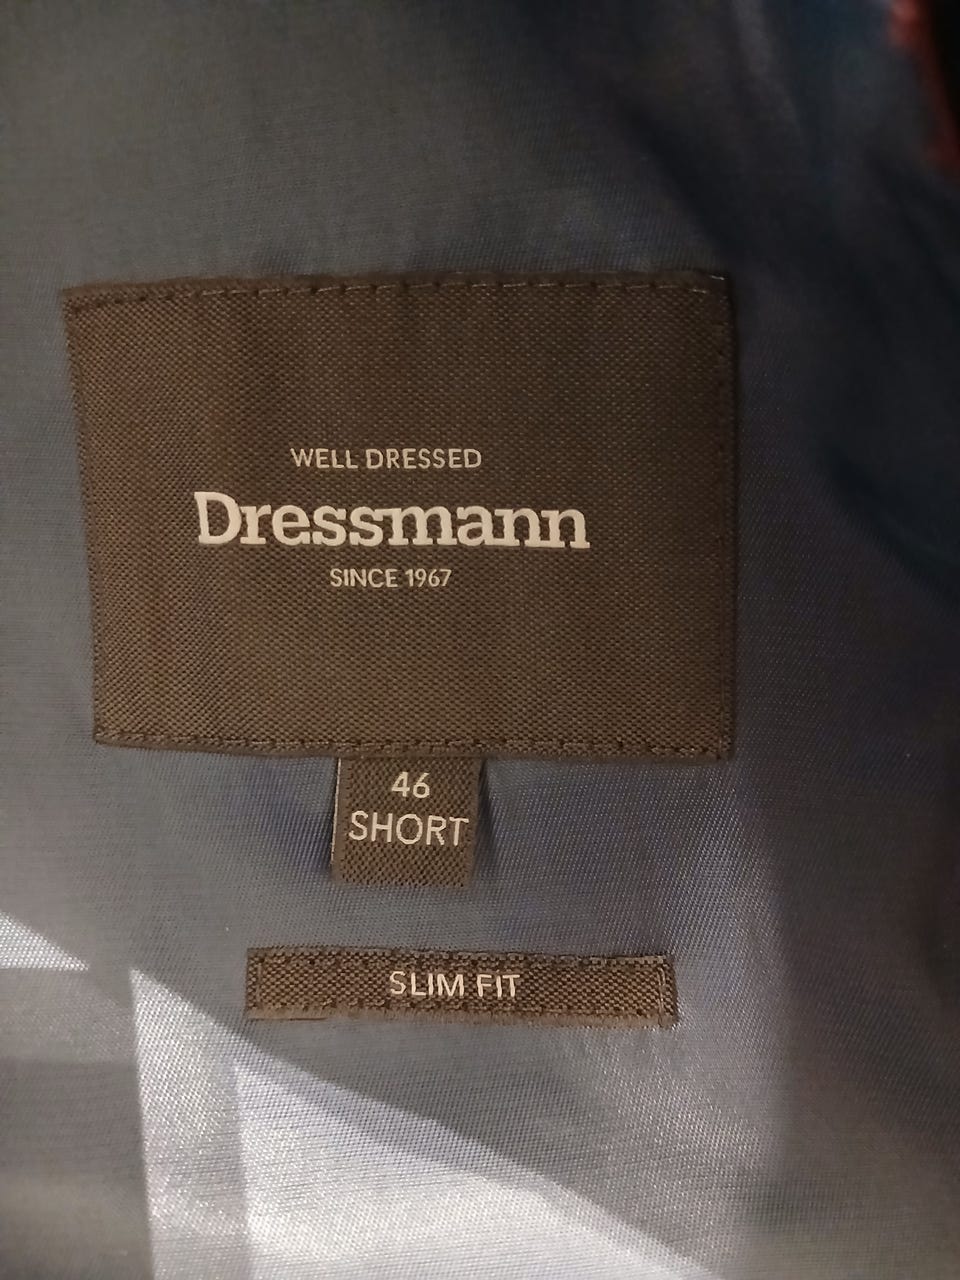 WELL DRESSED
Dressmann
SINCE 1967
46
SHORT
SLIM FIT